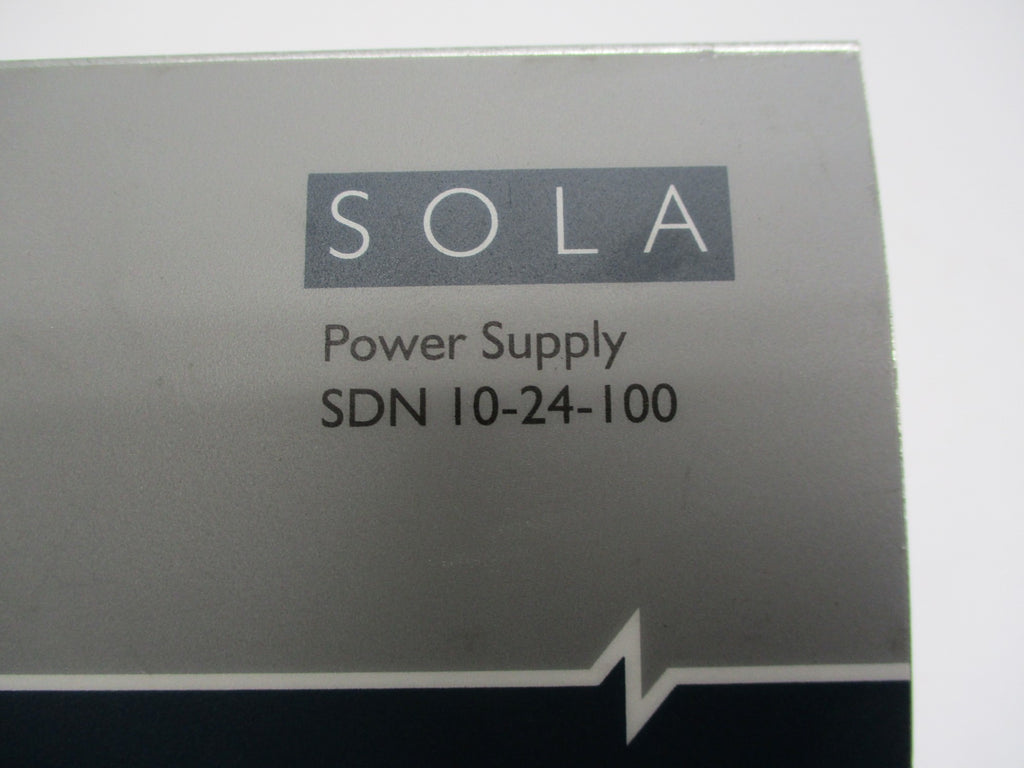 SOLA
Power Supply
SDN 10-24-100